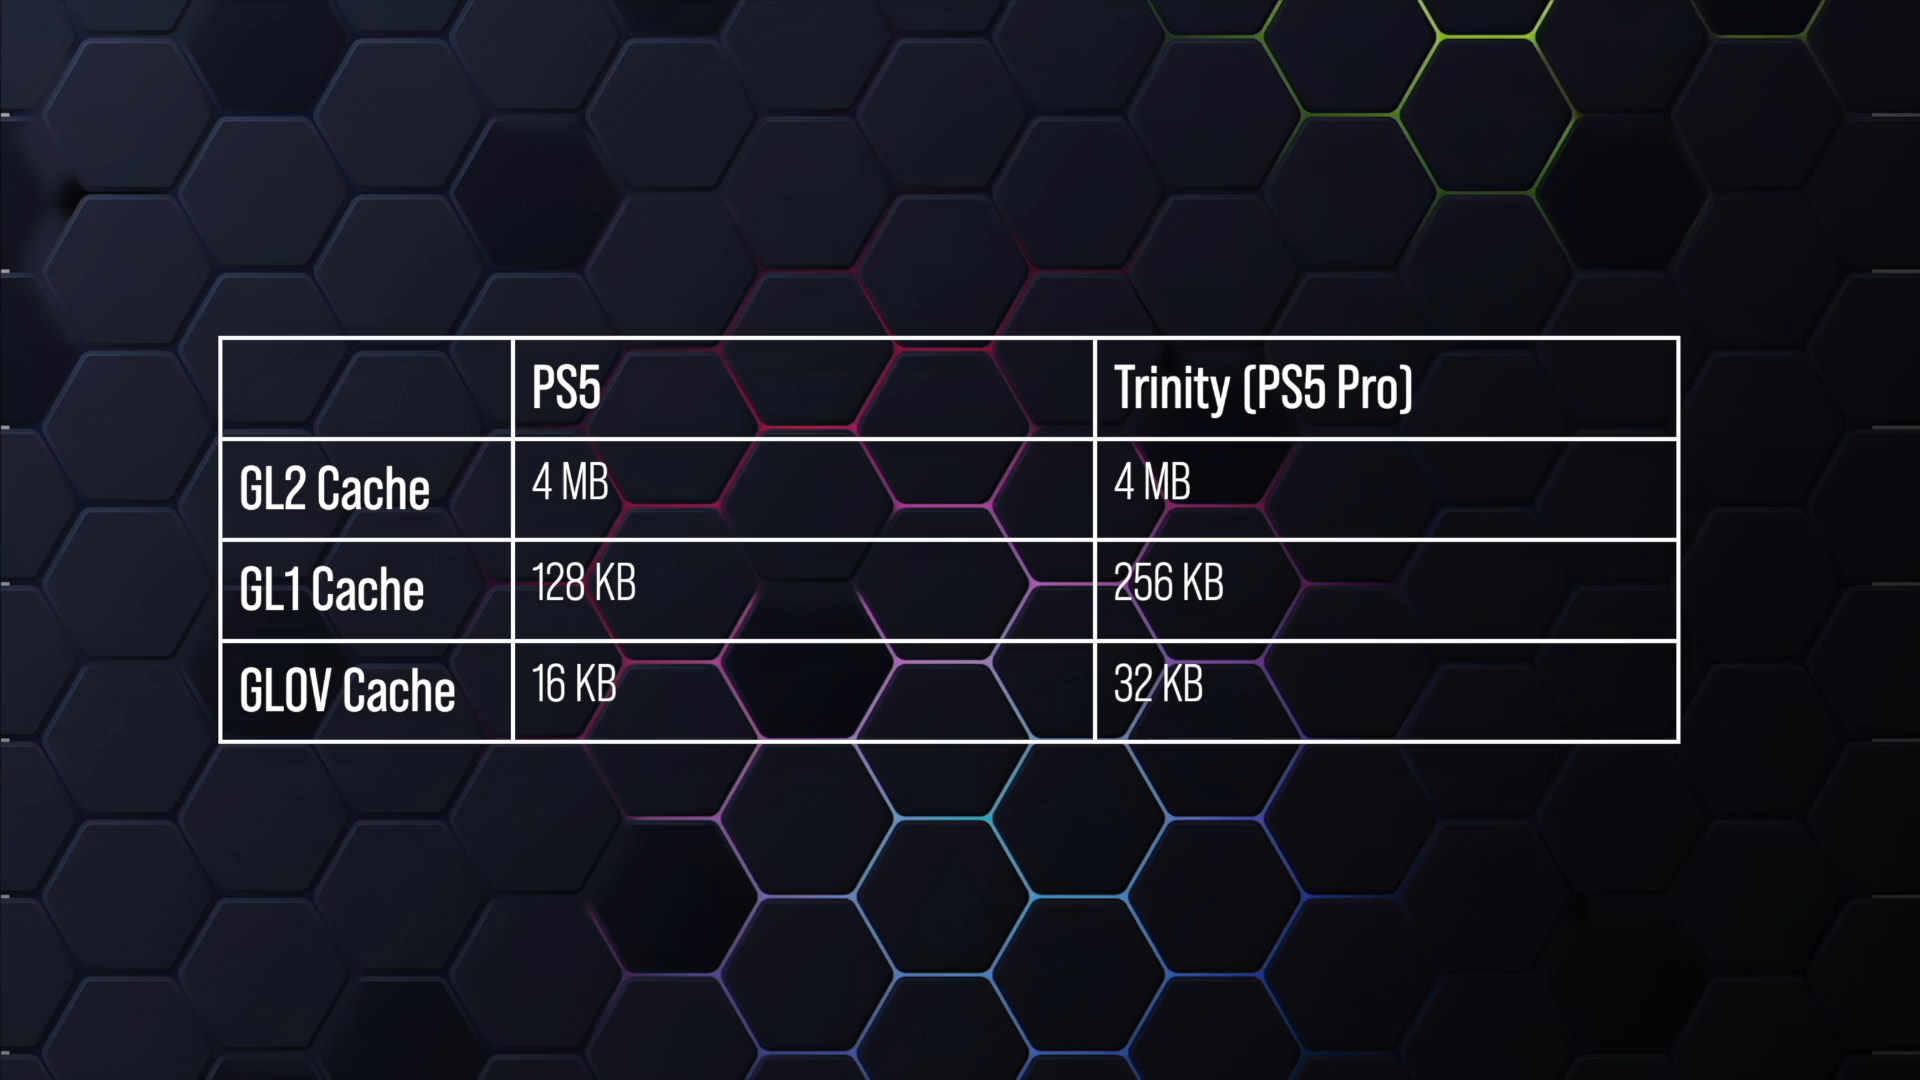 PS5 Trinity (PS5 Pro)
GL2 Cache 4 MB 4 MB
GL1 Cache 128 KB 256 KB
GL0V Cache 16 KB 32 KB